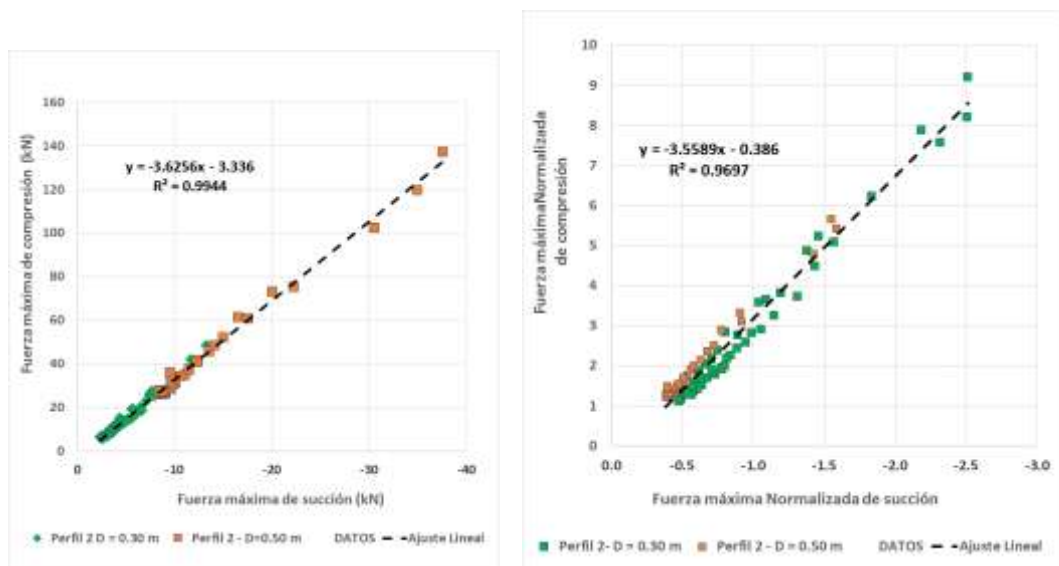 160
140
120
100
80
60
40
20
0
Fuerza máxima de compresión (kN)
y = -3.6256x - 3.336
R² = 0.9944
0 -10 -20 -30 -40
Fuerza máxima de succión (kN)
Perfil 2 D = 0.30 m Perfil 2 - D=0.50 m DATOS Ajuste Lineal
10
9
8
7
6
5
4
3
2
1
0
Fuerza máximaNormalizada
de compresión
y = -3.5589x - 0.386
R² = 0.9697
0.0 -0.5 -1.0 -1.5 -2.0 -2.5 -3.0
Fuerza máxima Normalizada de succión
Perfil 2- D = 0.30 m Perfil 2 - D = 0.50 m DATOS Ajuste Lineal